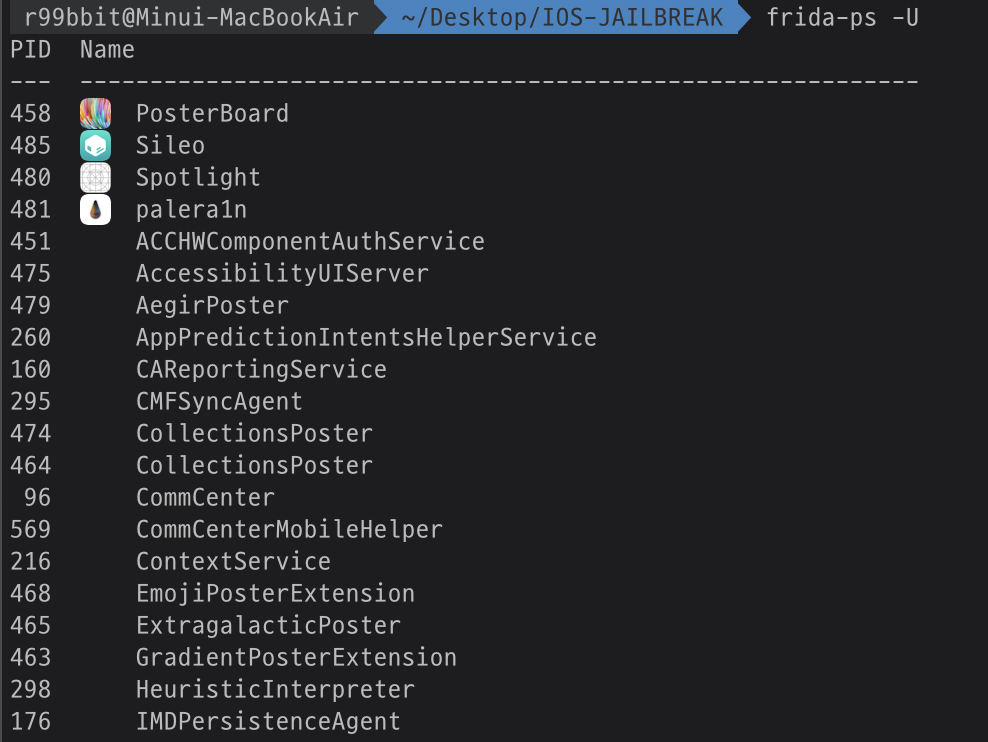 r99bbit@Minui-MacBookAir ~/Desktop/IOS-JAILBREAK frida-ps -U
PID Name
--- ------------------------------------------------------------
458 PosterBoard
485 Sileo
480 Spotlight
481 palera1n
451 ACCHWComponentAuthService
475 AccessibilityUIServer
479 AegirPoster
260 AppPredictionIntentsHelperService
160 CAReportingService
295 CMFSyncAgent
474 CollectionsPoster
464 CollectionsPoster
96 CommCenter
569 CommCenterMobileHelper
216 ContextService
468 EmojiPosterExtension
465 ExtragalacticPoster
463 GradientPosterExtension
298 HeuristicInterpreter
176 IMDPersistenceAgent